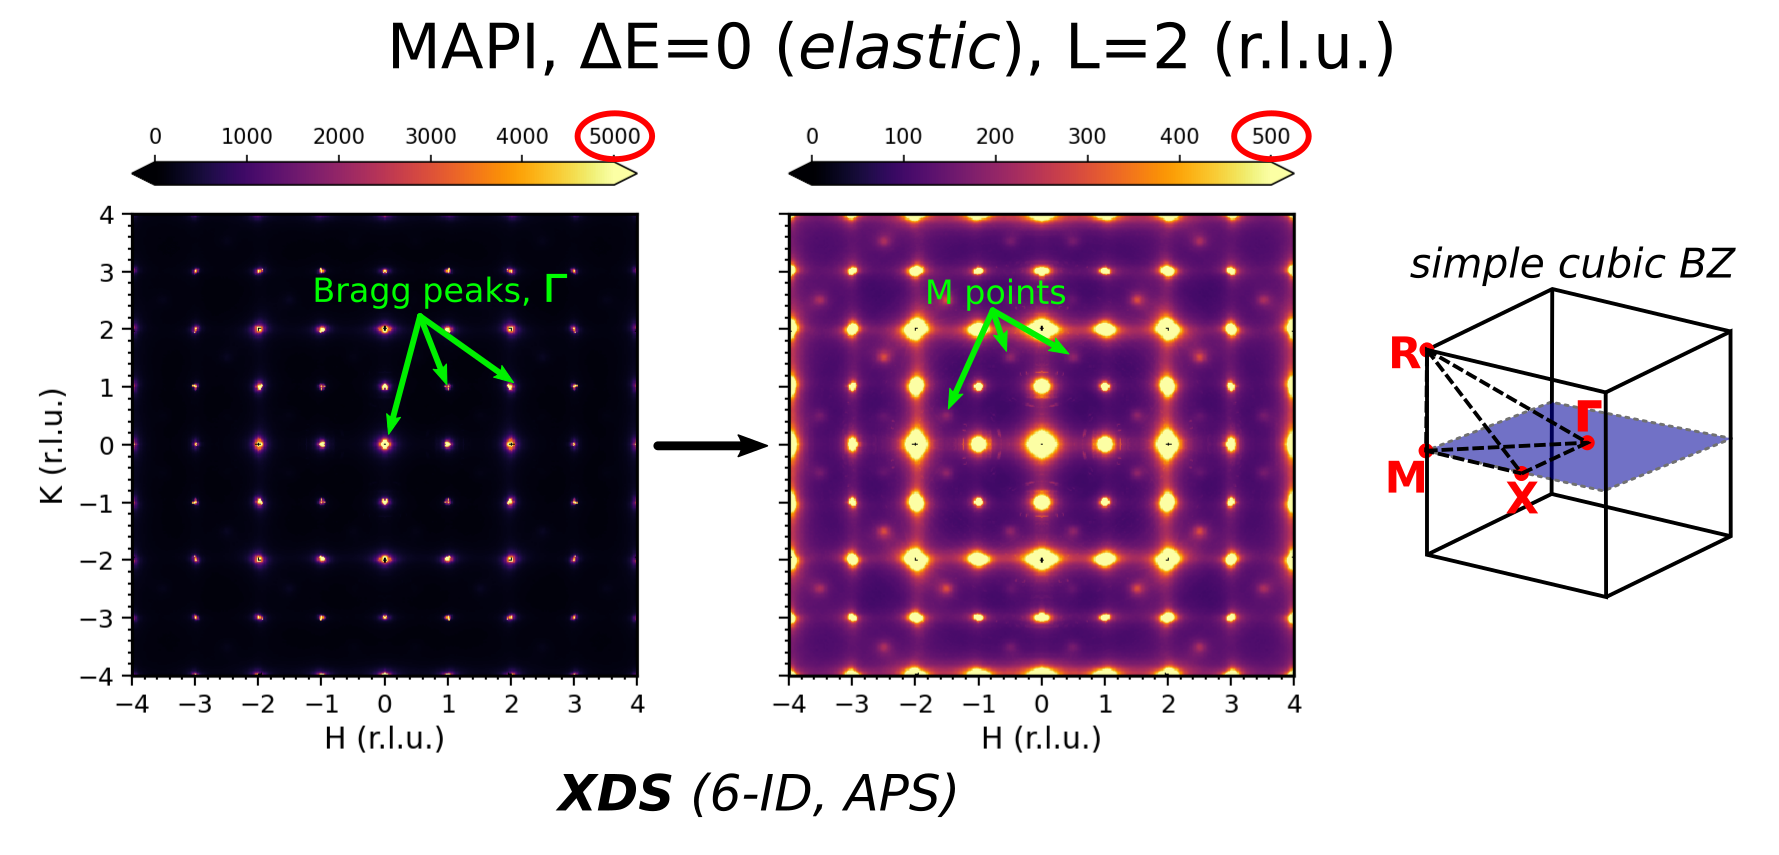 MAPI, ΔE=0 (elastic), L=2 (r.l.u.)
0 1000 2000 3000 4000 5000
0 100 200 300 400 500
4
3
2
1
0
−1
−2
−3
−4
K (r.l.u.)
Bragg peaks, Γ
−4 −3 −2 −1 0 1 2 3 4
H (r.l.u.)
M points
−4 −3 −2 −1 0 1 2 3 4
H (r.l.u.)
simple cubic BZ
R
Γ
M
X
XDS (6-ID, APS)